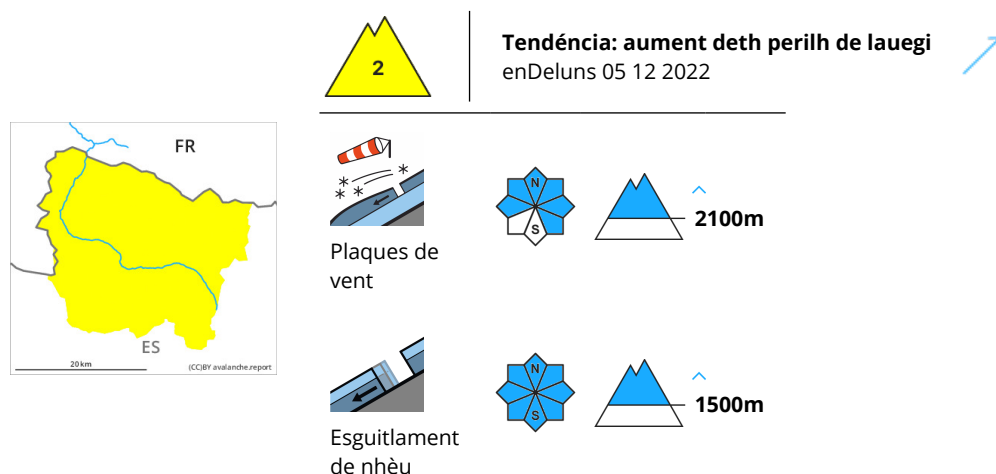 2
Tendéncia: aument deth perilh de lauegi
enDeluns 05 12 2022
FR
ES
20 km
(CC)BY avalanche.report
N
S
2100m
Plaques de
vent
N
S
1500m
Esguitlament
de nhèu